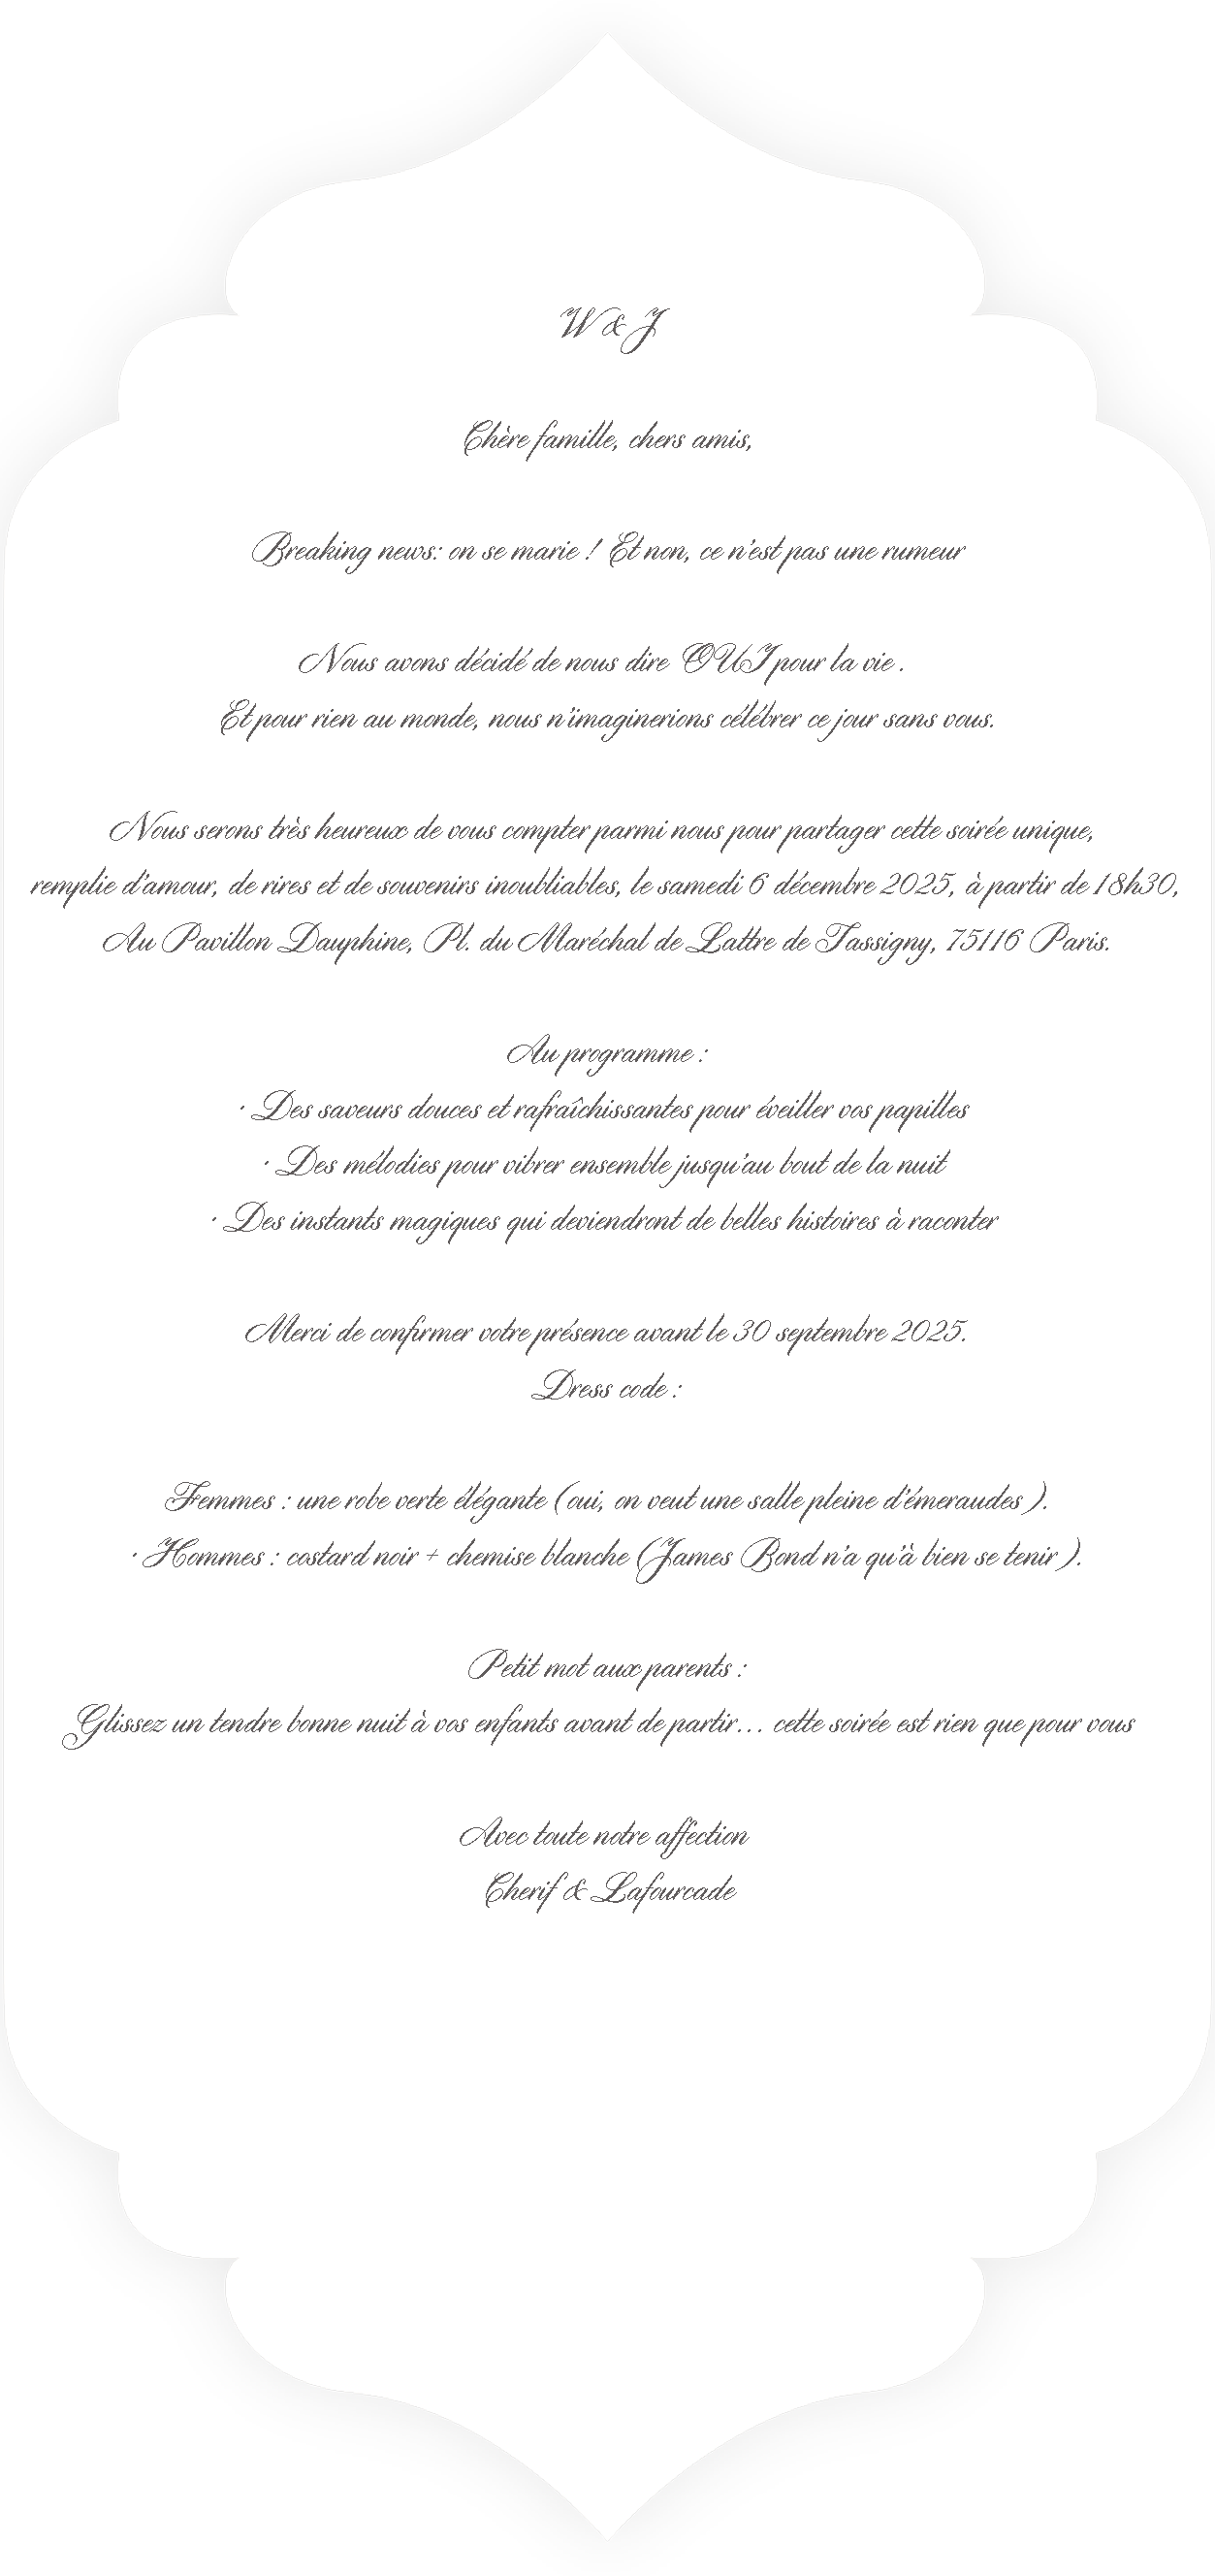 W & J
Chère famille, chers amis,
Breaking news: on se marie ! Et non, ce n'est pas une rumeur
Nous avons décidé de nous dire OUI pour la vie .
Et pour rien au monde, nous n'imaginerions célébrer ce jour sans vous.
Nous serons très heureux de vous compter parmi nous pour partager cette soirée unique,
remplie d'amour, de rires et de souvenirs inoubliables, le samedi 6 décembre 2025, à partir de 18h30,
Au Pavillon Dauphine, Pl. du Maréchal de Lattre de Tassigny, 75116 Paris.
Au programme :
· Des saveurs douces et rafraîchissantes pour éveiller vos papilles
· Des mélodies pour vibrer ensemble jusqu'au bout de la nuit
· Des instants magiques qui deviendront de belles histoires à raconter
Merci de confirmer votre présence avant le 30 septembre 2025.
Dress code :
Femmes : une robe verte élégante (oui, on veut une salle pleine d'émeraudes ).
· Hommes : costard noir + chemise blanche (James Bond n'a qu'à bien se tenir ).
Petit mot aux parents :
Glissez un tendre bonne nuit à vos enfants avant de partir… cette soirée est rien que pour vous
Avec toute notre affection
Cherif & Lafourcade